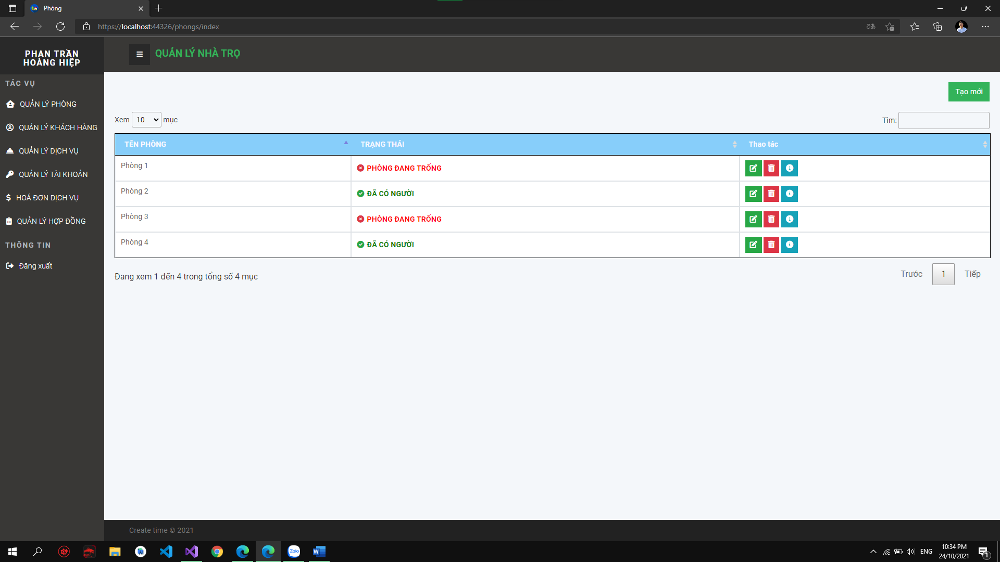 Phòng
https://localhost:44326/phongs/index
PHAN TRẦN
HOÀNG HIỆP
QUẢN LÝ NHÀ TRỌ
TÁC VỤ
QUẢN LÝ PHÒNG
QUẢN LÝ KHÁCH HÀNG
QUẢN LÝ DỊCH VỤ
QUẢN LÝ TÀI KHOẢN
HOÁ ĐƠN DỊCH VỤ
QUẢN LÝ HỢP ĐỒNG
THÔNG TIN
Đăng xuất
Tạo mới
Xem 10 mục
Tìm:
TÊN PHÒNG TRẠNG THÁI Thao tác
Phòng 1 PHÒNG ĐANG TRỐNG
Phòng 2 ĐÃ CÓ NGƯỜI
Phòng 3 PHÒNG ĐANG TRỐNG
Phòng 4 ĐÃ CÓ NGƯỜI
Đang xem 1 đến 4 trong tổng số 4 mục
Trước 1 Tiếp
Create time © 2021
Zalo
ENG
10:34 PM
24/10/2021
1